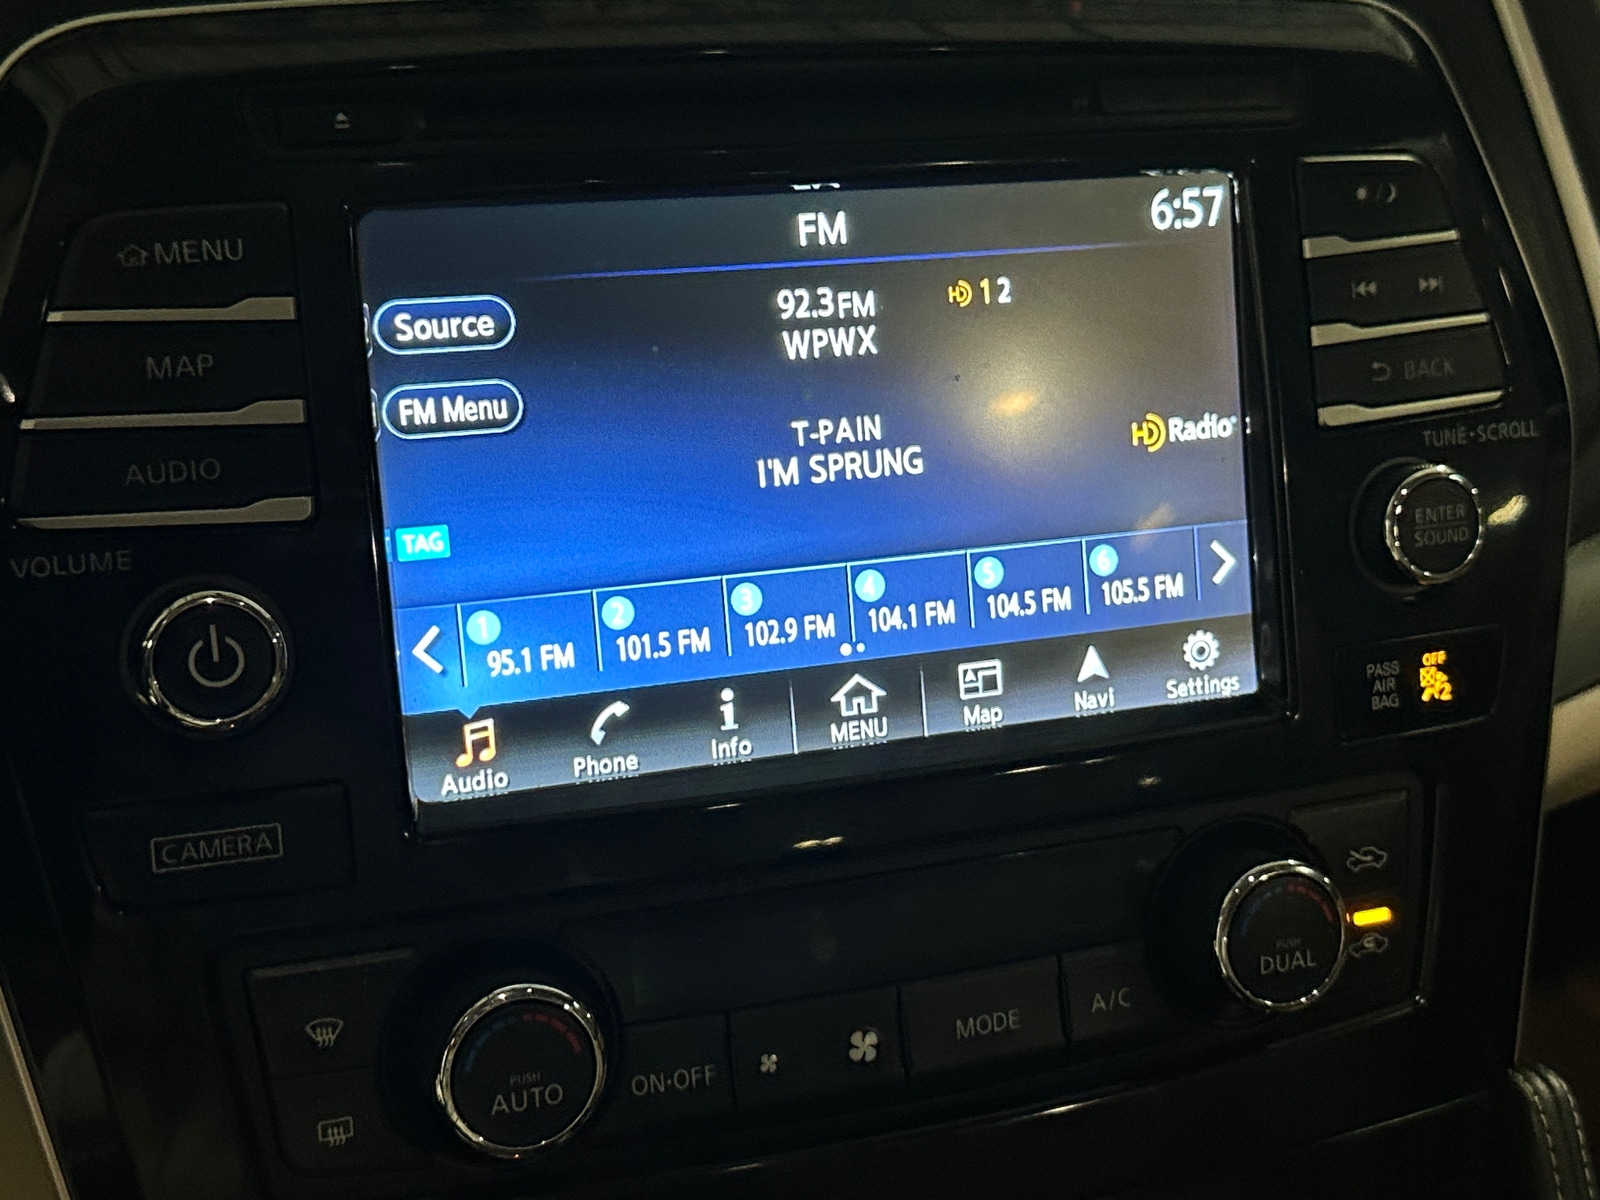 FM
6:57
MENU
MAP
AUDIO
VOLUME
Source
FM Menu
92.3 FM
HD 1 2
WPWX
T-PAIN
I'M SPRUNG
HD Radio
TAG
1
95.1 FM
2
101.5 FM
3
102.9 FM
4
104.1 FM
5
104.5 FM
6
105.5 FM
Audio
Phone
Info
MENU
Map
Navi
Settings
BACK
TUNE·SCROLL
ENTER
SOUND
PASS
AIR
BAG
OFF
2
CAMERA
PUSH
AUTO
ON·OFF
MODE
A/C
PUSH
DUAL